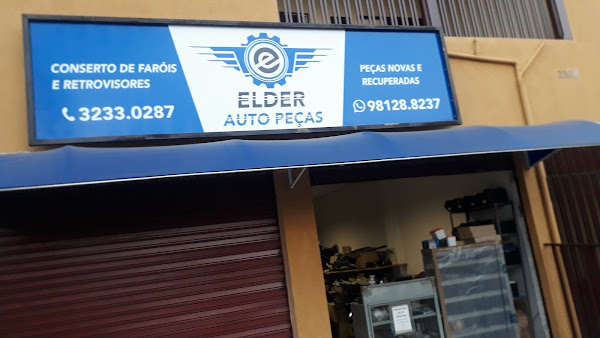 CONSERTO DE FARÓIS
E RETROVISORES
3233.0287
e
ELDER
AUTO PEÇAS
PEÇAS NOVAS E
RECUPERADAS
98128.8237